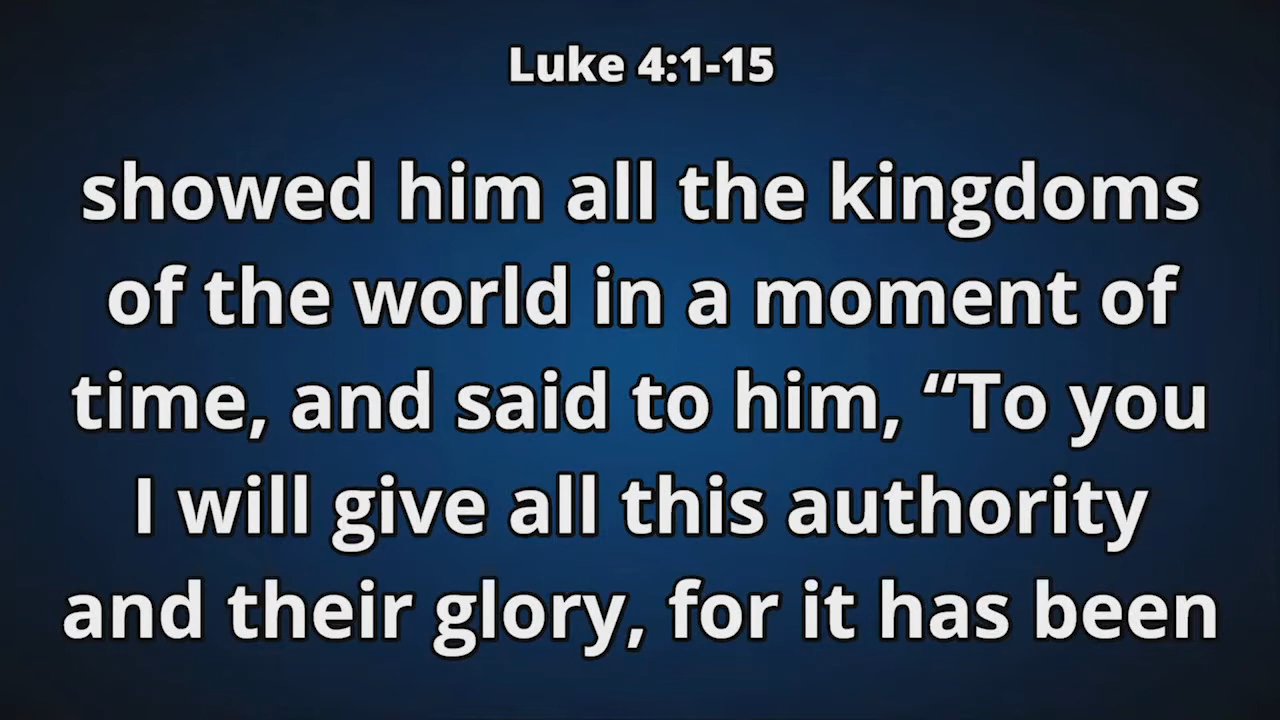 Luke 4:1-15
showed him all the kingdoms
of the world in a moment of
time, and said to him, “To you
I will give all this authority
and their glory, for it has been